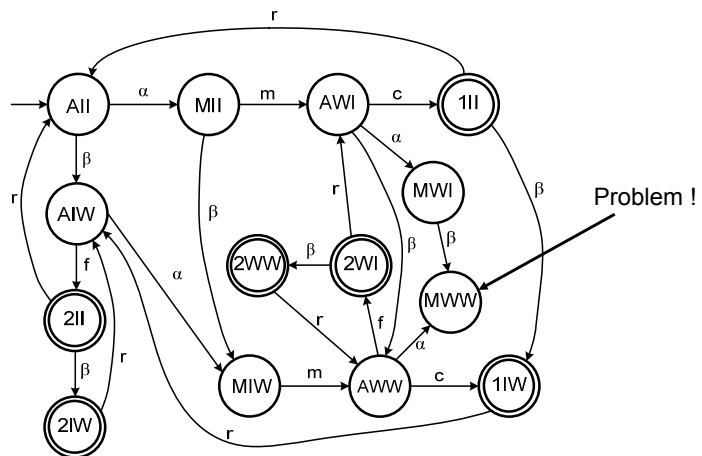 r
AII α MII m AWI c 1II
α
β
MWI
β
Problem !
r
AIW
β
r
β
β
f
α
2WW β 2WI
MWW
2II
r
f
α
β
r
MIW m AWW c 1IW
2IW
r